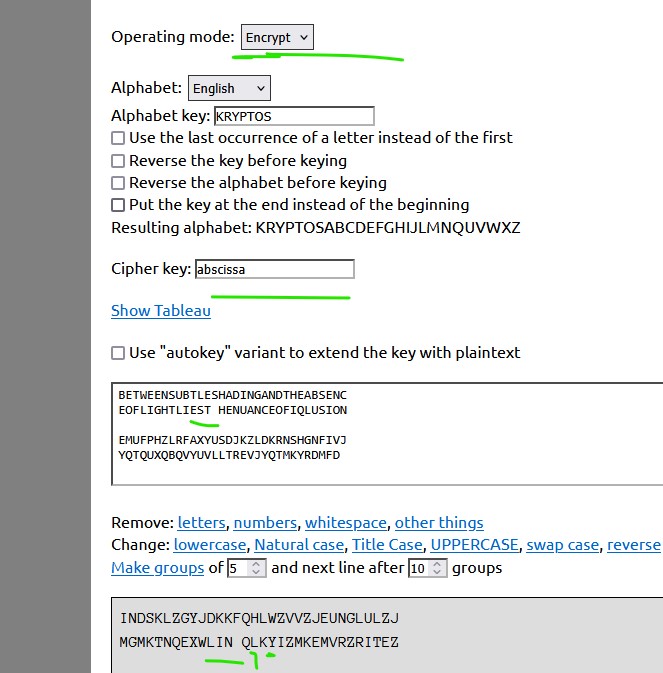 Operating mode: Encrypt
Alphabet: English
Alphabet key: KRYPTOS
Use the last occurrence of a letter instead of the first
Reverse the key before keying
Reverse the alphabet before keying
Put the key at the end instead of the beginning
Resulting alphabet: KRYPTOSABCDEFGHIJLMNQUVWXZ
Cipher key: abscissa
Show Tableau
Use "autokey" variant to extend the key with plaintext
BETWEENSUBTLESHADINGANDTHEABSENC
EOFLIGHTLIEST HENUANCEOFIQLUSION
EMUFPHZLRFAXYUSDJKZLDKRNSHGNFIVJ
YQTQUXQBQVYUVLLTREVJYQTMKYRDMFD
Remove: letters, numbers, whitespace, other things
Change: lowercase, Natural case, Title Case, UPPERCASE, swap case, reverse
Make groups of 5 and next line after 10 groups
INDSKLZGYJDKKFQHLWZVVZJEUNGLULZJ
MGMKTNQEXWLIN QLKYIZMKEMVRZRITEZ